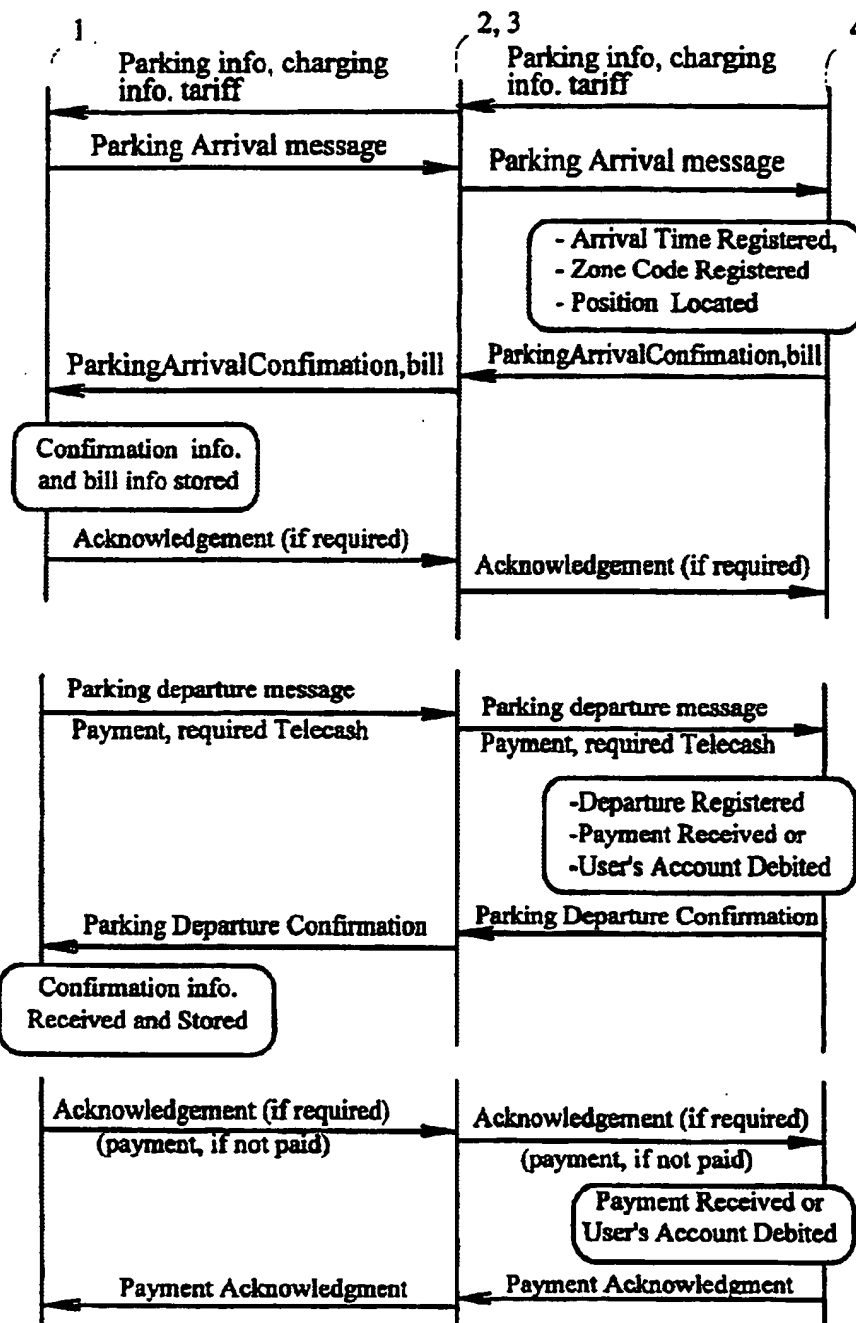 1
2, 3
4
Parking info, charging
info. tariff
Parking info, charging
info. tariff
Parking Arrival message
Parking Arrival message
- Arrival Time Registered,
- Zone Code Registered
- Position Located
ParkingArrivalConfimation,bill
ParkingArrivalConfimation,bill
Confirmation info.
and bill info stored
Acknowledgement (if required)
Acknowledgement (if required)
Parking departure message
Payment, required Telecash
Parking departure message
Payment, required Telecash
-Departure Registered
-Payment Received or
-User's Account Debited
Parking Departure Confirmation
Parking Departure Confirmation
Confirmation info.
Received and Stored
Acknowledgement (if required)
(payment, if not paid)
Acknowledgement (if required)
(payment, if not paid)
Payment Received or
User's Account Debited
Payment Acknowledgment
Payment Acknowledgment